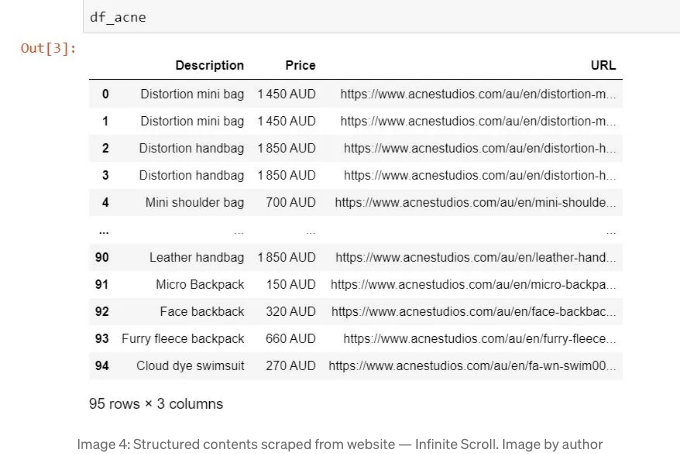 df_acne
Out[3]:
Description Price URL
0 Distortion mini bag 1 450 AUD https://www.acnestudios.com/au/en/distortion-m...
1 Distortion mini bag 1 450 AUD https://www.acnestudios.com/au/en/distortion-m...
2 Distortion handbag 1 850 AUD https://www.acnestudios.com/au/en/distortion-h...
3 Distortion handbag 1 850 AUD https://www.acnestudios.com/au/en/distortion-h...
4 Mini shoulder bag 700 AUD https://www.acnestudios.com/au/en/mini-shoulde...
... ... ... ...
90 Leather handbag 1 850 AUD https://www.acnestudios.com/au/en/leather-hand...
91 Micro Backpack 150 AUD https://www.acnestudios.com/au/en/micro-backpa...
92 Face backback 320 AUD https://www.acnestudios.com/au/en/face-backbac...
93 Furry fleece backpack 660 AUD https://www.acnestudios.com/au/en/furry-fleece...
94 Cloud dye swimsuit 270 AUD https://www.acnestudios.com/au/en/fa-wn-swim00...
95 rows × 3 columns
Image 4: Structured contents scraped from website — Infinite Scroll. Image by author